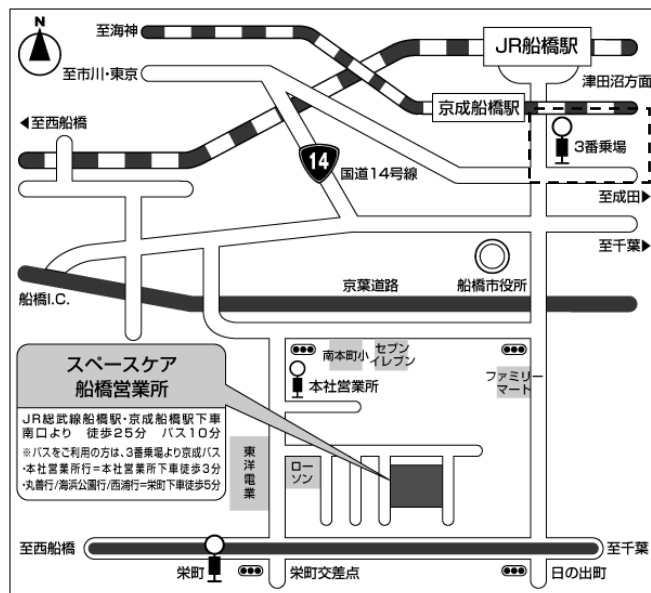 N
至海神
JR船橋駅
至市川・東京
津田沼方面
京成船橋駅
◀至西船橋
3番乗場
14
国道14号線
至成田▶
至千葉▶
京葉道路
船橋市役所
船橋I.C.
スペースケア
船橋営業所
南本町小
セブン
イレブン
本社営業所
ファミリー
マート
JR総武線船橋駅・京成船橋駅下車
南口より 徒歩25分 バス10分
※バスをご利用の方は、3番乗場より京成バス
・本社営業所行=本社営業所下車徒歩3分
・丸善行/海浜公園行/西浦行=栄町下車徒歩5分
東洋電業
ローソン
至西船橋
至千葉
栄町
栄町交差点
日の出町